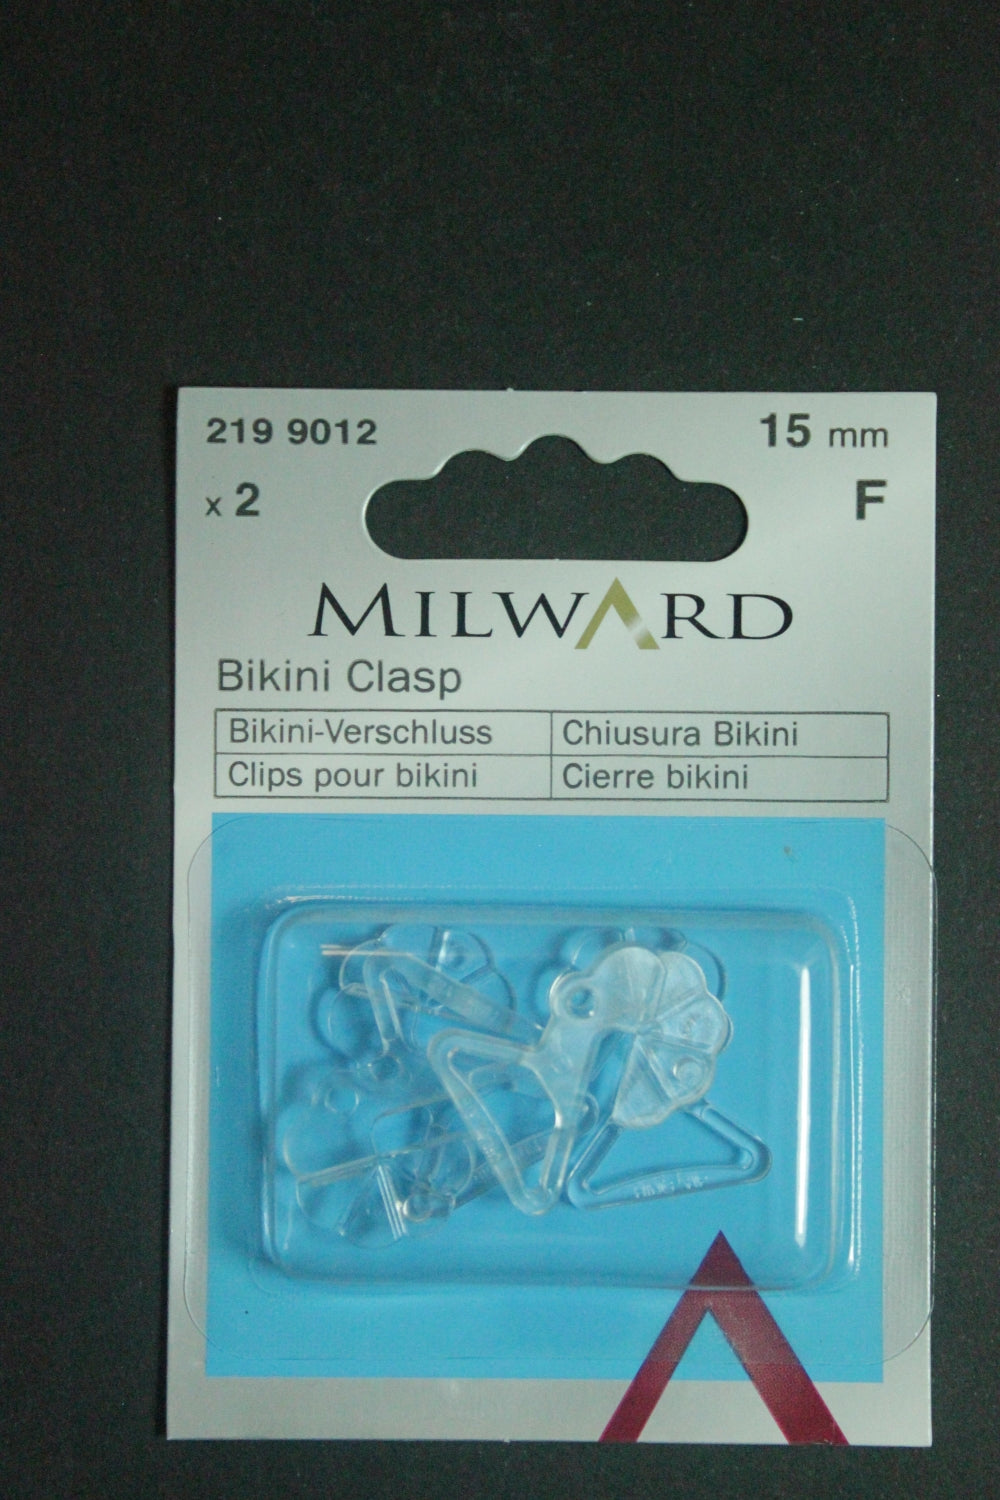 219 9012
15 mm
x 2
F
MILWARD
Bikini Clasp
Bikini-Verschluss
Chiusura Bikini
Clips pour bikini
Cierre bikini